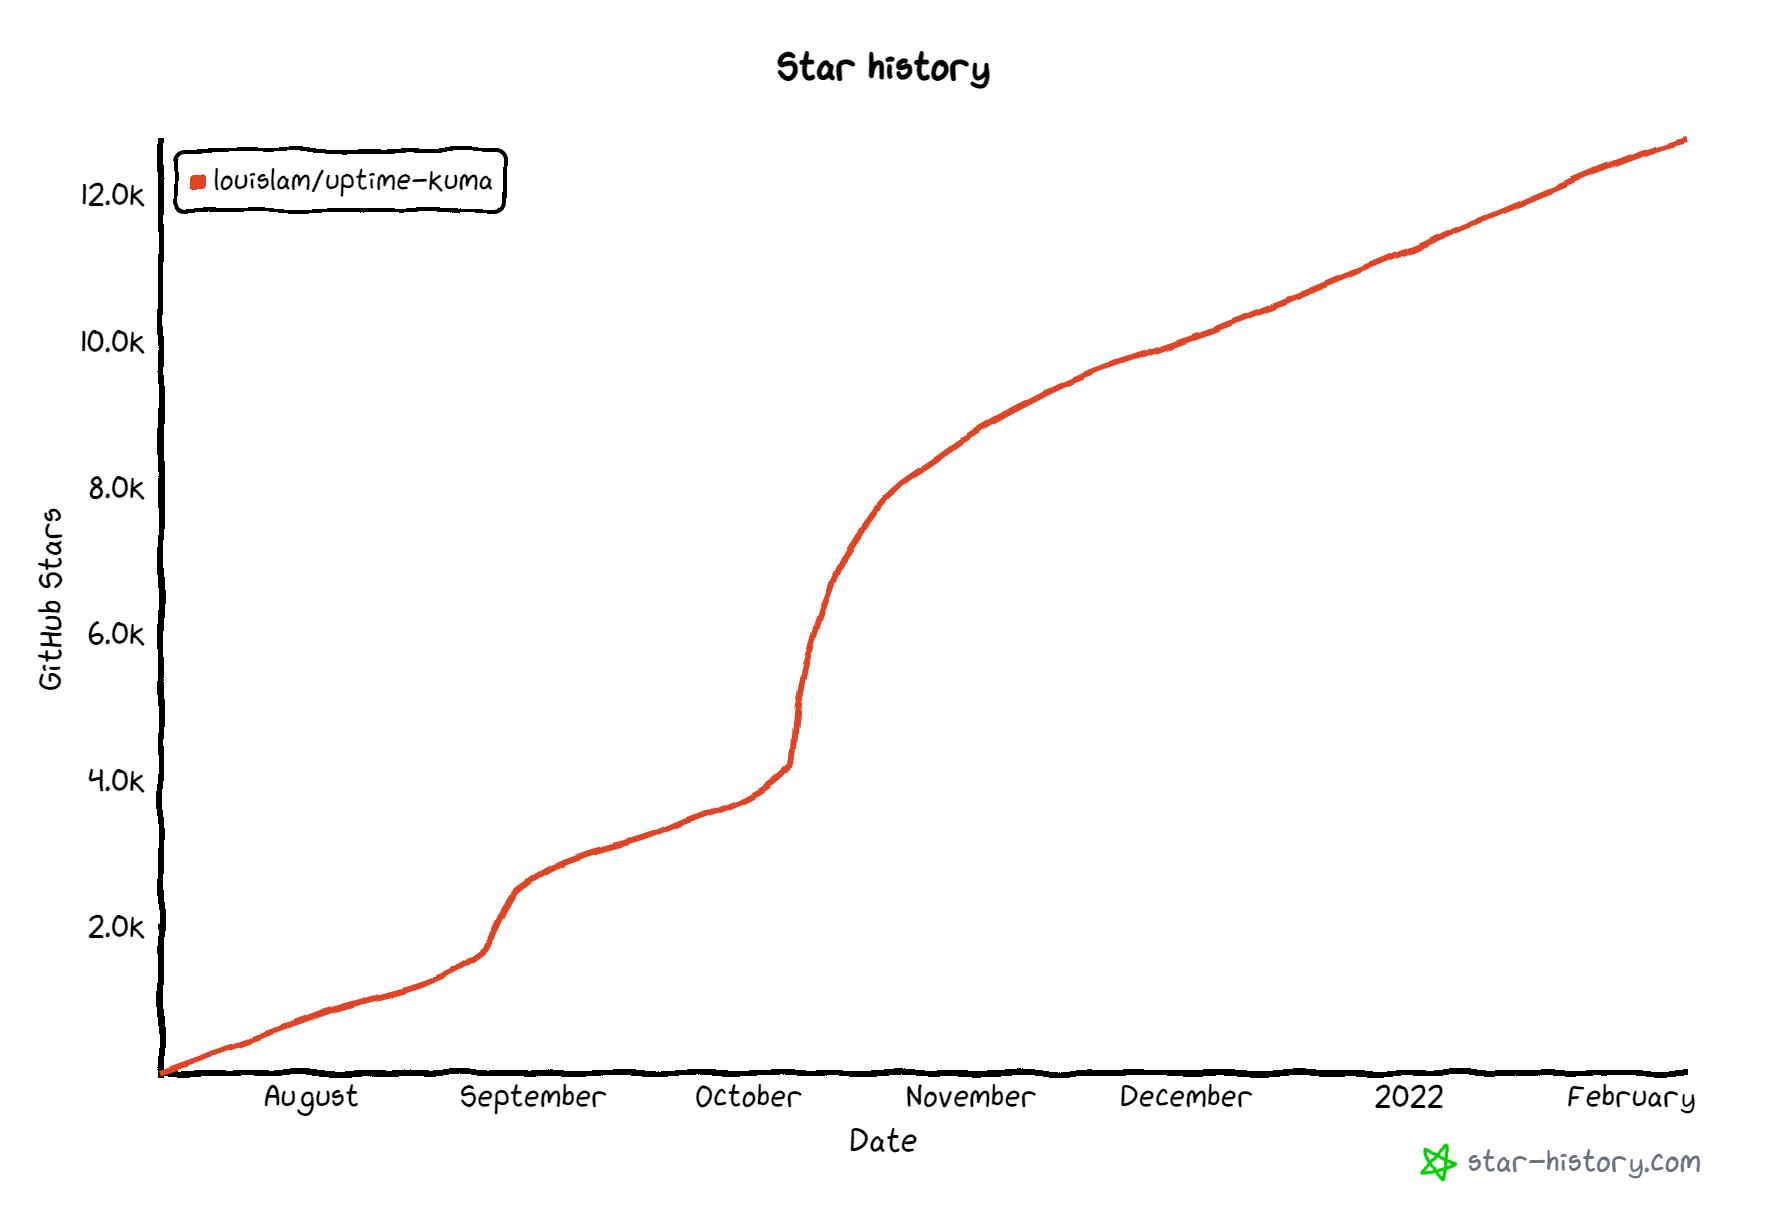 Star history
louislam/uptime-kuma
12.0K
10.0K
8.0K
6.0K
4.0K
2.0K
GitHub Stars
August September October November December 2022 February
Date
star-history.com